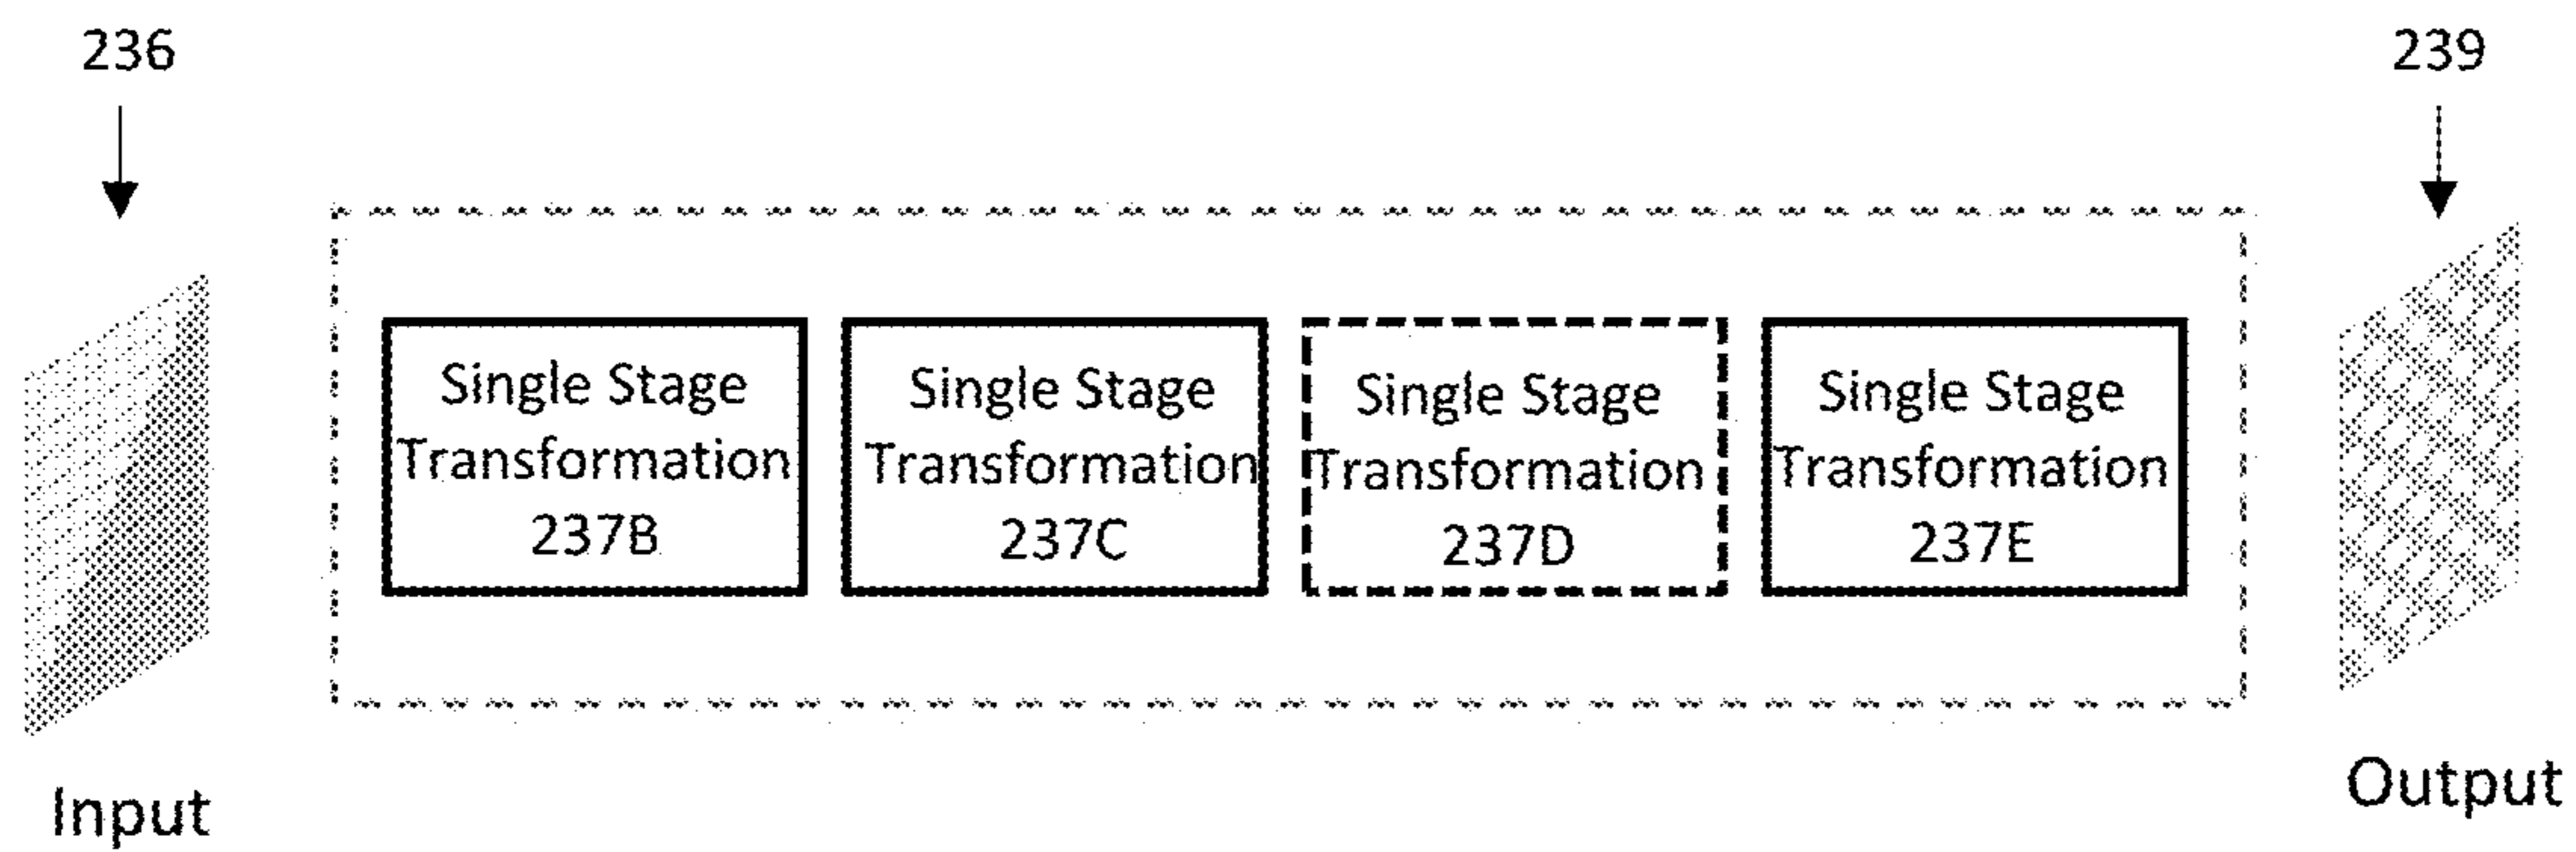 236
239
Single Stage
Transformation
237B
Single Stage
Transformation
237C
Single Stage
Transformation
237D
Single Stage
Transformation
237E
Input
Output